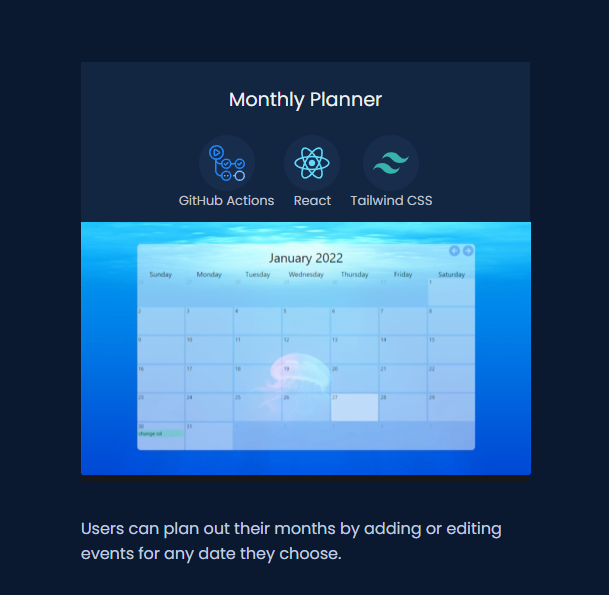 Monthly Planner
GitHub Actions React Tailwind CSS
January 2022
Sunday Monday Tuesday Wednesday Thursday Friday Saturday
1
2 3 4 5 6 7 8
9 10 11 12 13 14 15
16 17 18 19 20 21 22
23 24 25 26 27 28 29
30 31
change oil
Users can plan out their months by adding or editing
events for any date they choose.